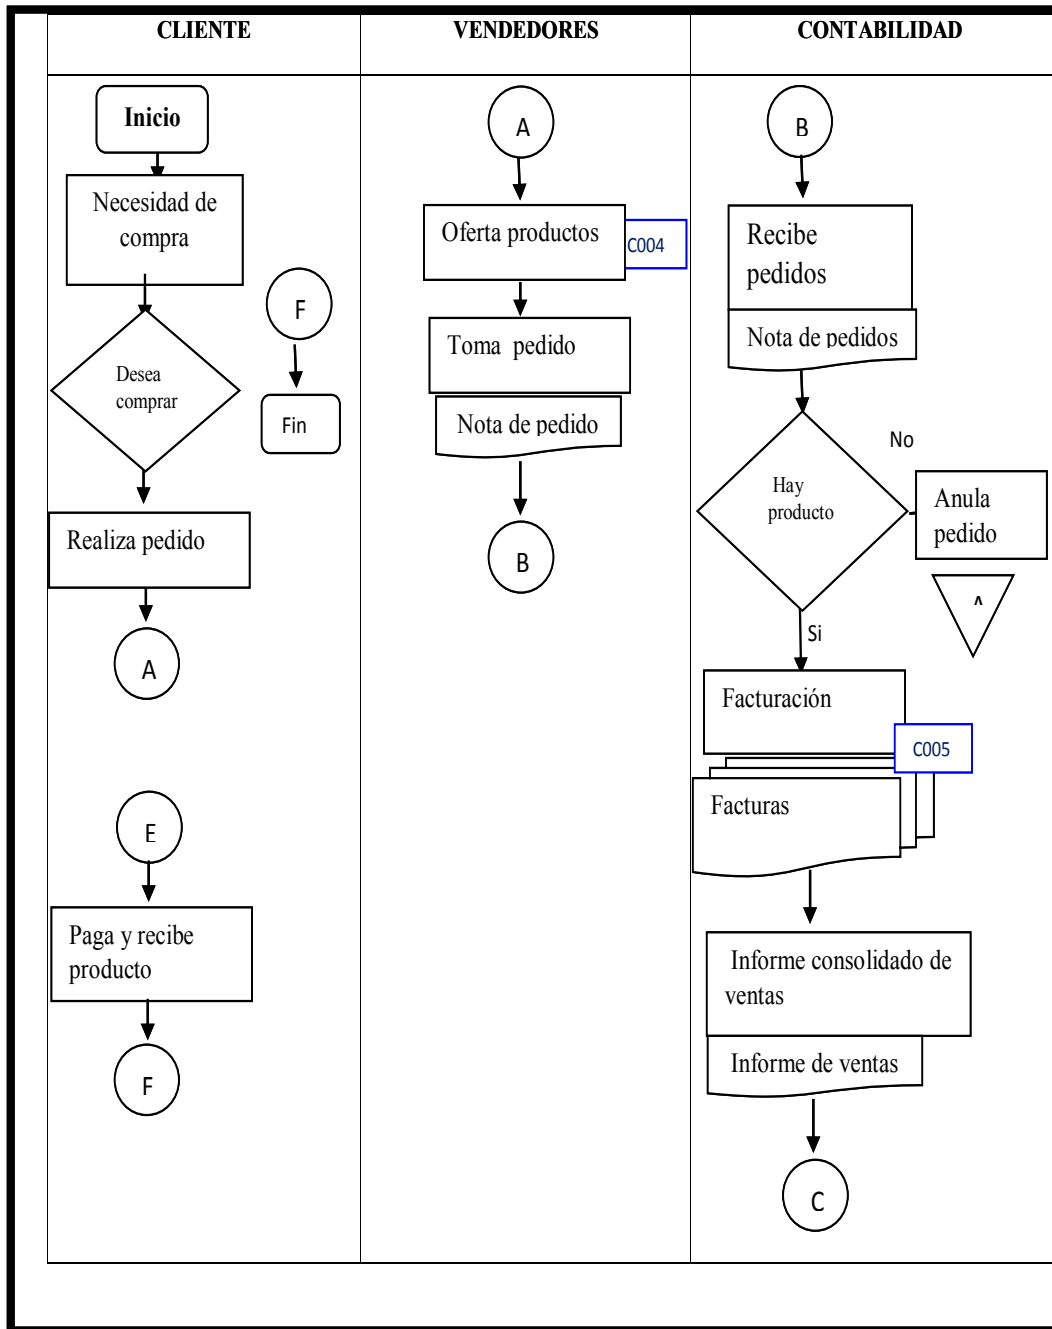 CLIENTE
VENDEDORES
CONTABILIDAD
Inicio
Necesidad de
compra
Desea
comprar
F
Fin
Realiza pedido
A
E
Paga y recibe
producto
F
A
Oferta productos
C004
Toma pedido
Nota de pedido
B
B
Recibe
pedidos
Nota de pedidos
Hay
producto
No
Anula
pedido
Si
Facturación
C005
Facturas
Informe consolidado de
ventas
Informe de ventas
C